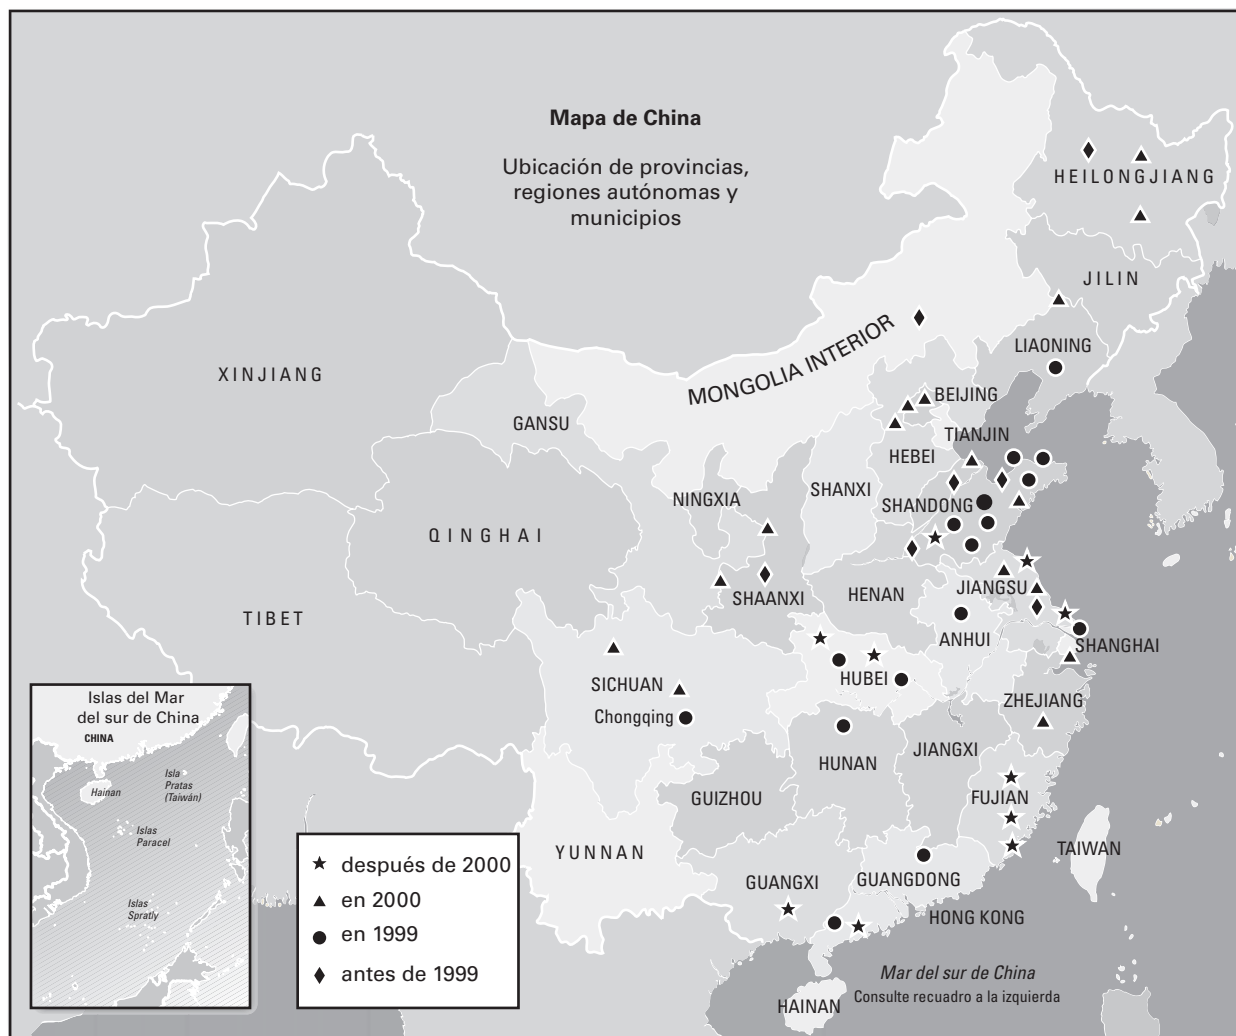 Mapa de China
Ubicación de provincias,
regiones autónomas y
municipios
HEILONGJIANG
JILIN
LIAONING
MONGOLIA INTERIOR
XINJIANG
GANSU
BEIJING
TIANJIN
HEBEI
SHANXI
NINGXIA
SHANDONG
QINGHAI
SHAANXI
HENAN
JIANGSU
TIBET
ANHUI
SHANGHAI
SICHUAN
HUBEI
Chongqing
ZHEJIANG
JIANGXI
HUNAN
GUIZHOU
FUJIAN
YUNNAN
TAIWAN
GUANGXI
GUANGDONG
HONG KONG
HAINAN
Mar del sur de China
Consulte recuadro a la izquierda
Islas del Mar
del sur de China
CHINA
Hainan
Isla
Pratas
(Taiwán)
Islas
Paracel
Islas
Spratly
después de 2000
en 2000
en 1999
antes de 1999